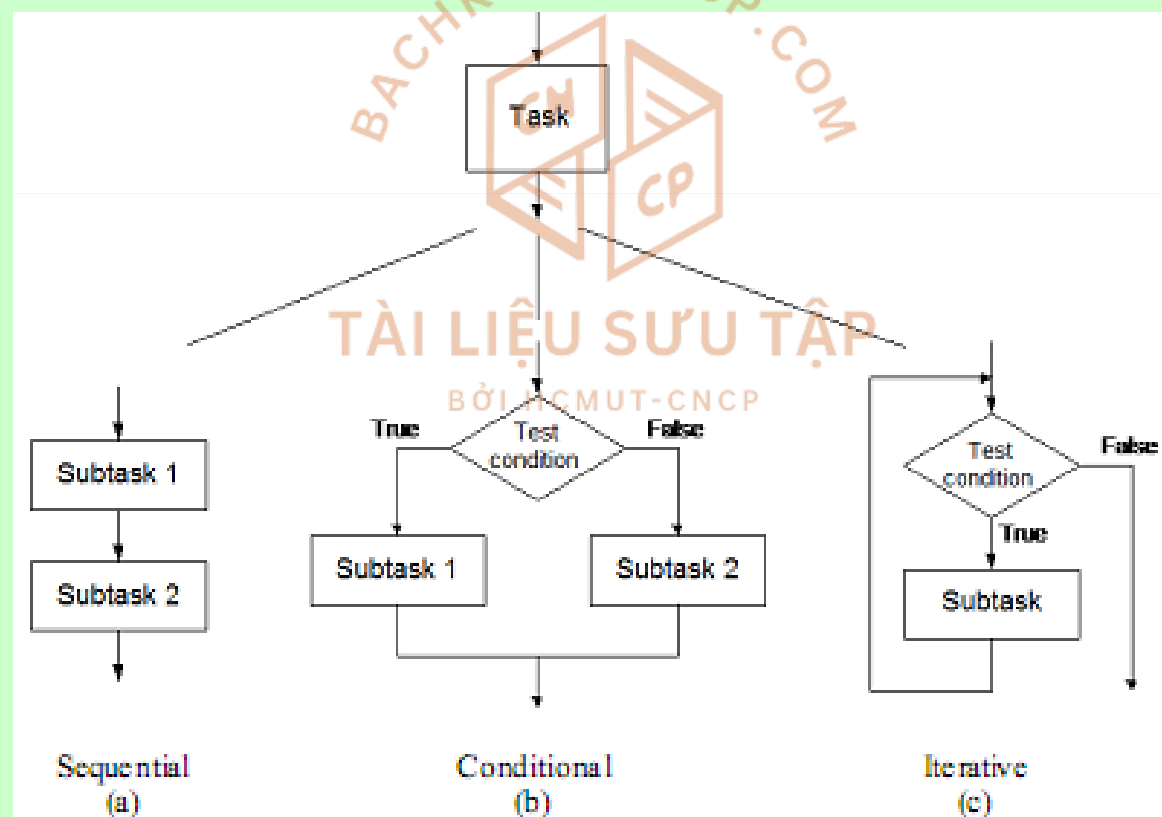 BACHKHOACNCP.COM
Task
CN
CP
TÀI LIỆU SƯU TẬP
BỞI HCMUT-CNCP
Subtask 1
Subtask 2
Sequential
(a)
True
Test
condition
False
Subtask 1
Subtask 2
Conditional
(b)
Test
condition
False
True
Subtask
Iterative
(c)